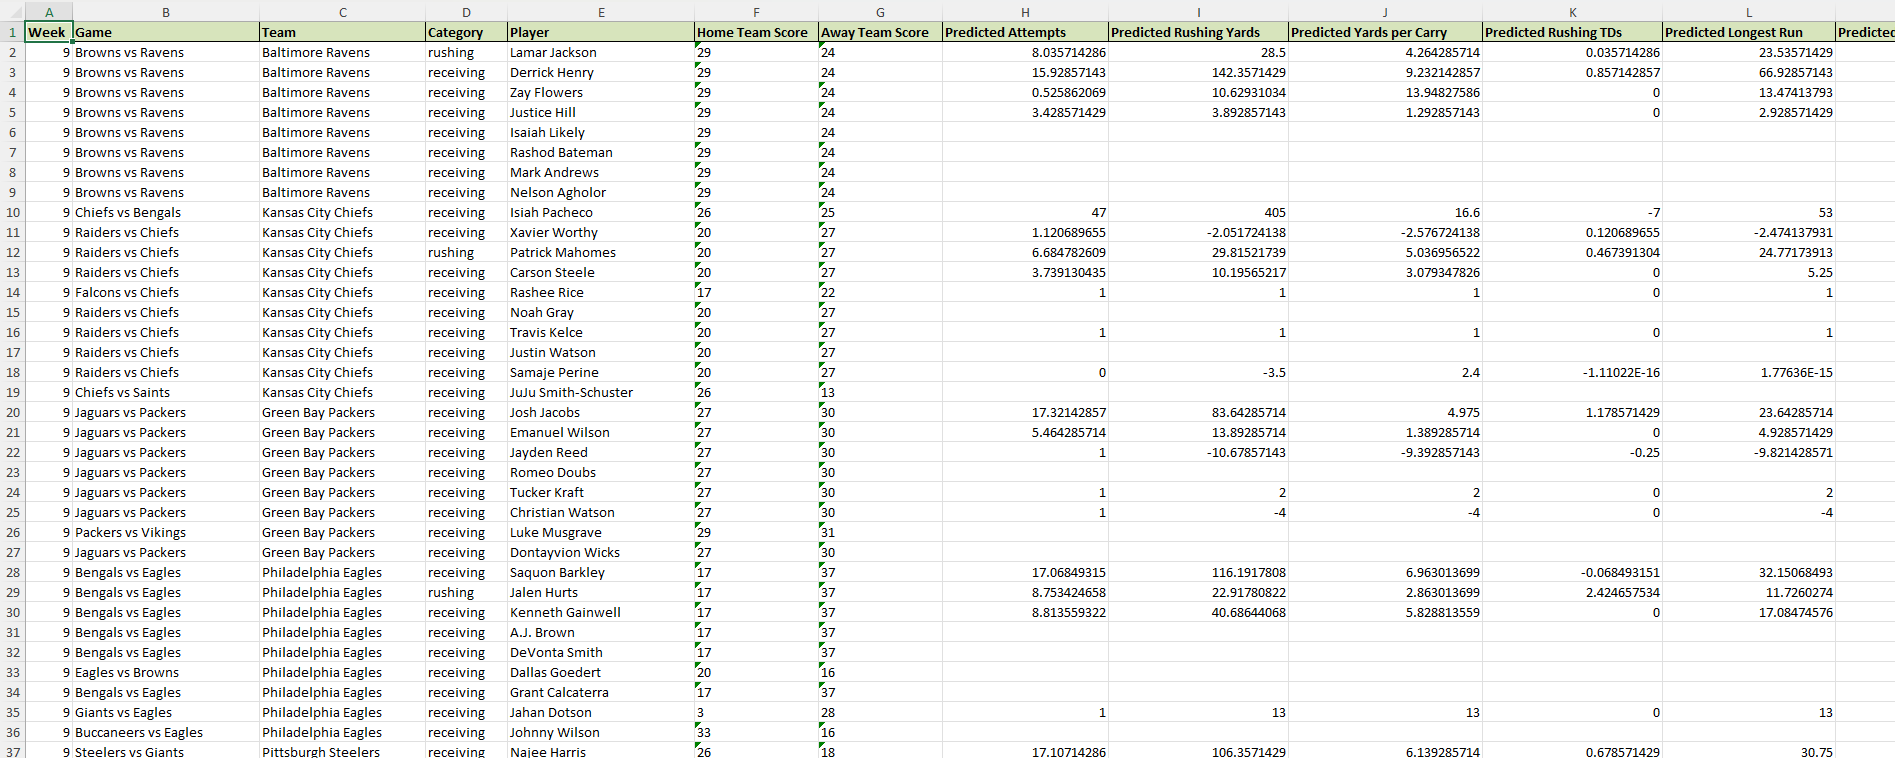 A B C D E F G H I J K L
1 Week Game Team Category Player Home Team Score Away Team Score Predicted Attempts Predicted Rushing Yards Predicted Yards per Carry Predicted Rushing TDs Predicted Longest Run Predicted
2 9 Browns vs Ravens Baltimore Ravens rushing Lamar Jackson 29 24 8.035714286 28.5 4.264285714 0.035714286 23.53571429
3 9 Browns vs Ravens Baltimore Ravens receiving Derrick Henry 29 24 15.92857143 142.3571429 9.232142857 0.857142857 66.92857143
4 9 Browns vs Ravens Baltimore Ravens receiving Zay Flowers 29 24 0.525862069 10.62931034 13.94827586 0 13.47413793
5 9 Browns vs Ravens Baltimore Ravens receiving Justice Hill 29 24 3.428571429 3.892857143 1.292857143 0 2.928571429
6 9 Browns vs Ravens Baltimore Ravens receiving Isaiah Likely 29 24
7 9 Browns vs Ravens Baltimore Ravens receiving Rashod Bateman 29 24
8 9 Browns vs Ravens Baltimore Ravens receiving Mark Andrews 29 24
9 9 Browns vs Ravens Baltimore Ravens receiving Nelson Agholor 29 24
10 9 Chiefs vs Bengals Kansas City Chiefs receiving Isiah Pacheco 26 25 47 405 16.6 -7 53
11 9 Raiders vs Chiefs Kansas City Chiefs receiving Xavier Worthy 20 27 1.120689655 -2.051724138 -2.576724138 0.120689655 -2.474137931
12 9 Raiders vs Chiefs Kansas City Chiefs rushing Patrick Mahomes 20 27 6.684782609 29.81521739 5.036956522 0.467391304 24.77173913
13 9 Raiders vs Chiefs Kansas City Chiefs receiving Carson Steele 20 27 3.739130435 10.19565217 3.079347826 0 5.25
14 9 Falcons vs Chiefs Kansas City Chiefs receiving Rashee Rice 17 22 1 1 1 0 1
15 9 Raiders vs Chiefs Kansas City Chiefs receiving Noah Gray 20 27
16 9 Raiders vs Chiefs Kansas City Chiefs receiving Travis Kelce 20 27 1 1 1 0 1
17 9 Raiders vs Chiefs Kansas City Chiefs receiving Justin Watson 20 27
18 9 Raiders vs Chiefs Kansas City Chiefs receiving Samaje Perine 20 27 0 -3.5 2.4 -1.11022E-16 1.77636E-15
19 9 Chiefs vs Saints Kansas City Chiefs receiving JuJu Smith-Schuster 26 13
20 9 Jaguars vs Packers Green Bay Packers receiving Josh Jacobs 27 30 17.32142857 83.64285714 4.975 1.178571429 23.64285714
21 9 Jaguars vs Packers Green Bay Packers receiving Emanuel Wilson 27 30 5.464285714 13.89285714 1.389285714 0 4.928571429
22 9 Jaguars vs Packers Green Bay Packers receiving Jayden Reed 27 30 1 -10.67857143 -9.392857143 -0.25 -9.821428571
23 9 Jaguars vs Packers Green Bay Packers receiving Romeo Doubs 27 30
24 9 Jaguars vs Packers Green Bay Packers receiving Tucker Kraft 27 30 1 2 2 0 2
25 9 Jaguars vs Packers Green Bay Packers receiving Christian Watson 27 30 1 -4 -4 0 -4
26 9 Packers vs Vikings Green Bay Packers receiving Luke Musgrave 29 31
27 9 Jaguars vs Packers Green Bay Packers receiving Dontayvion Wicks 27 30
28 9 Bengals vs Eagles Philadelphia Eagles receiving Saquon Barkley 17 37 17.06849315 116.1917808 6.963013699 -0.068493151 32.15068493
29 9 Bengals vs Eagles Philadelphia Eagles rushing Jalen Hurts 17 37 8.753424658 22.91780822 2.863013699 2.424657534 11.7260274
30 9 Bengals vs Eagles Philadelphia Eagles receiving Kenneth Gainwell 17 37 8.813559322 40.68644068 5.828813559 0 17.08474576
31 9 Bengals vs Eagles Philadelphia Eagles receiving A.J. Brown 17 37
32 9 Bengals vs Eagles Philadelphia Eagles receiving DeVonta Smith 17 37
33 9 Eagles vs Browns Philadelphia Eagles receiving Dallas Goedert 20 16
34 9 Bengals vs Eagles Philadelphia Eagles receiving Grant Calcaterra 17 37
35 9 Giants vs Eagles Philadelphia Eagles receiving Jahan Dotson 3 28 1 13 13 0 13
36 9 Buccaneers vs Eagles Philadelphia Eagles receiving Johnny Wilson 33 16
37 9 Steelers vs Giants Pittsburgh Steelers receiving Najee Harris 26 18 17.10714286 106.3571429 6.139285714 0.678571429 30.75